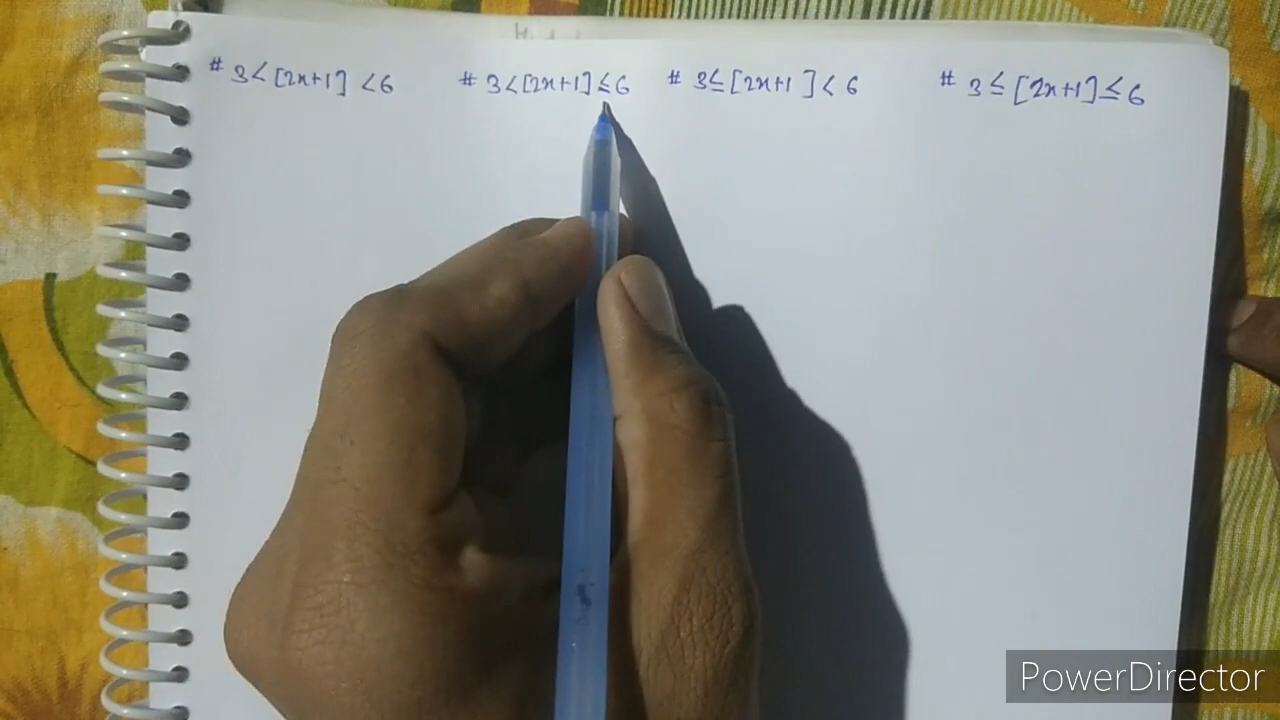 # 3<[2x+1] <6 # 3<[2x+1]≤6 # 3≤[2x+1]<6 # 3≤[2x+1]≤6
PowerDirector